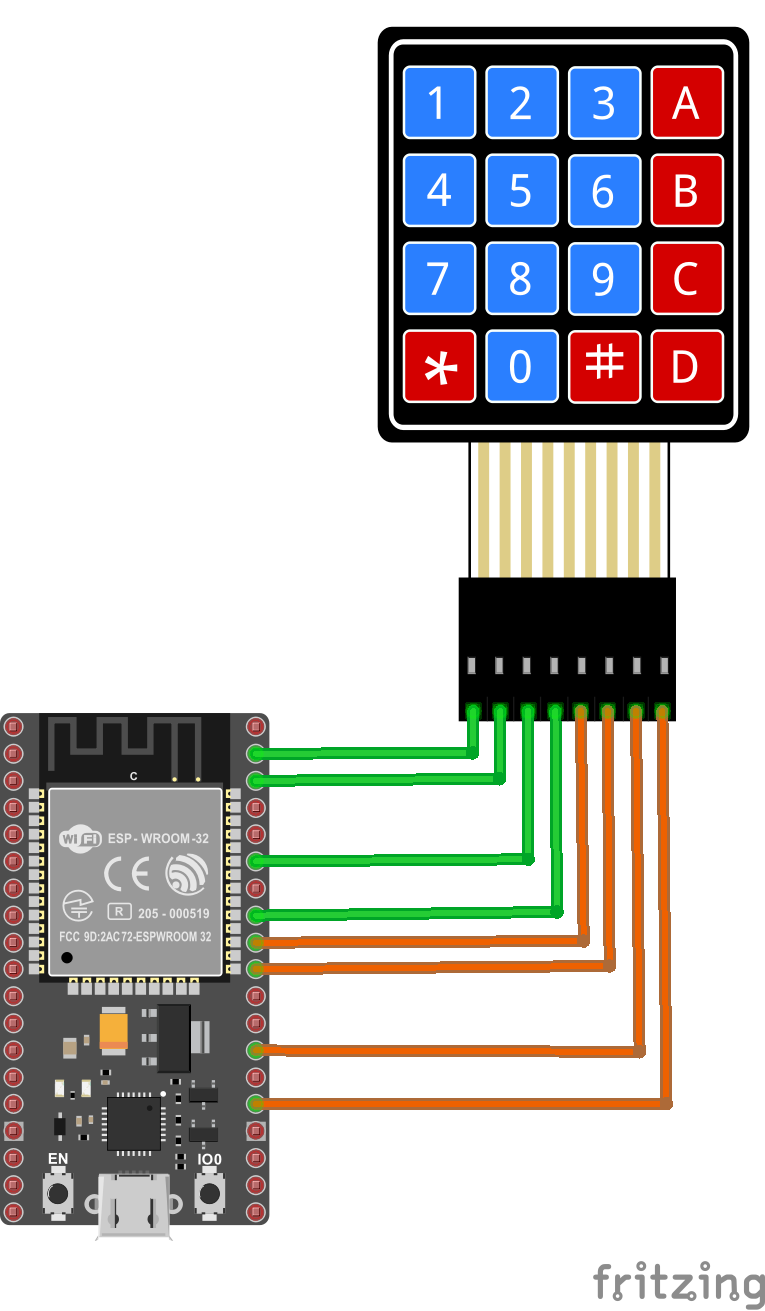 1 2 3 A
4 5 6 B
7 8 9 C
* 0 # D
C
WiFi ESP - WROOM -32
CE
R 205 - 000519
FCC 9D:2AC72-ESPWROOM 32
EN IO0
fritzing